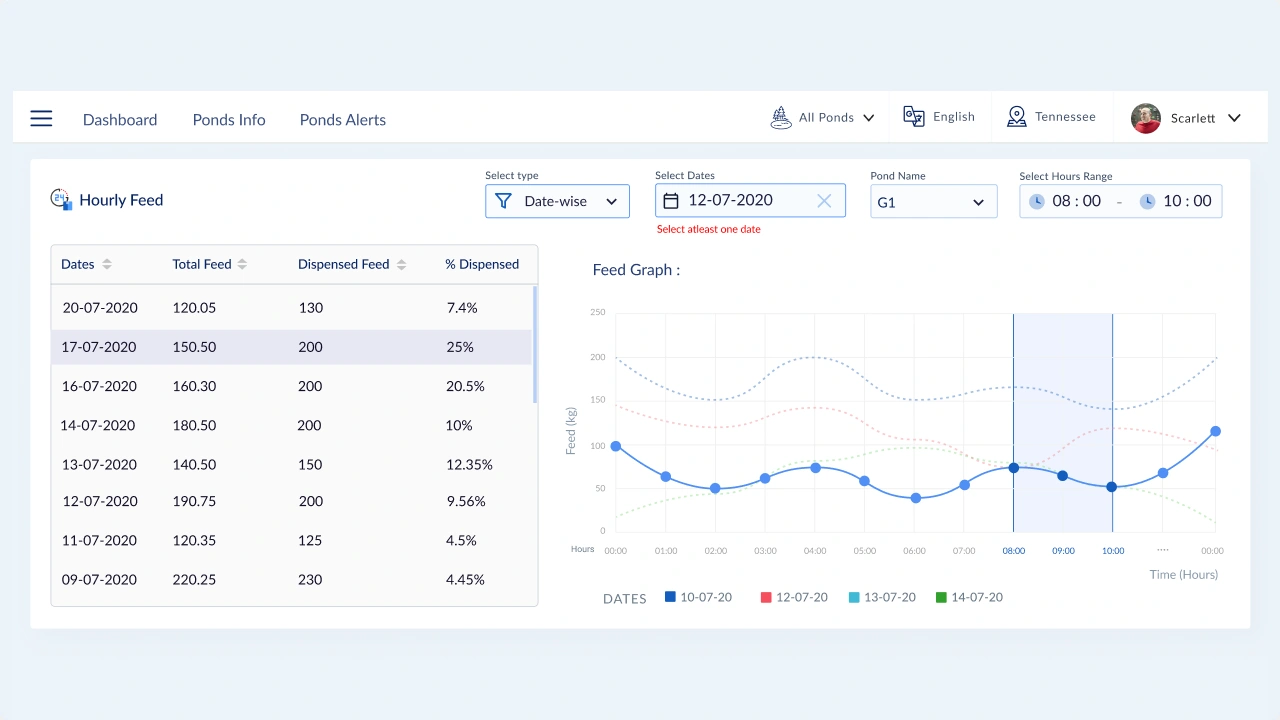 Dashboard Ponds Info Ponds Alerts All Ponds English Tennessee Scarlett
24 Hourly Feed
Select type Select Dates Pond Name Select Hours Range
Date-wise 12-07-2020 G1 08 : 00 - 10 : 00
Select atleast one date
Dates Total Feed Dispensed Feed % Dispensed
20-07-2020 120.05 130 7.4%
17-07-2020 150.50 200 25%
16-07-2020 160.30 200 20.5%
14-07-2020 180.50 200 10%
13-07-2020 140.50 150 12.35%
12-07-2020 190.75 200 9.56%
11-07-2020 120.35 125 4.5%
09-07-2020 220.25 230 4.45%
Feed Graph :
250
200
150
100
50
0
Feed (kg)
Hours 00:00 01:00 02:00 03:00 04:00 05:00 06:00 07:00 08:00 09:00 10:00 .... 00:00
Time (Hours)
DATES 10-07-20 12-07-20 13-07-20 14-07-20